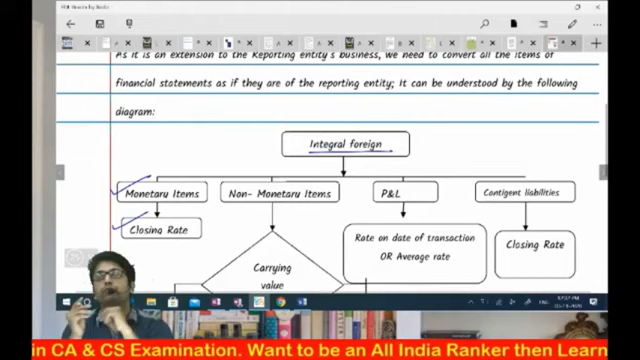 As it is an extension to the Reporting entity's business, we need to convert all the items of
financial statements as if they are of the reporting entity; It can be understood by the following
diagram:
Integral foreign
Monetaru Items
Non- Monetaru Items
P&L
Contigent liabilities
Closing Rate
Rate on date of transaction
OR Average rate
Closing Rate
Carrying
value
in CA & CS Examination. Want to be an All India Ranker then Learn